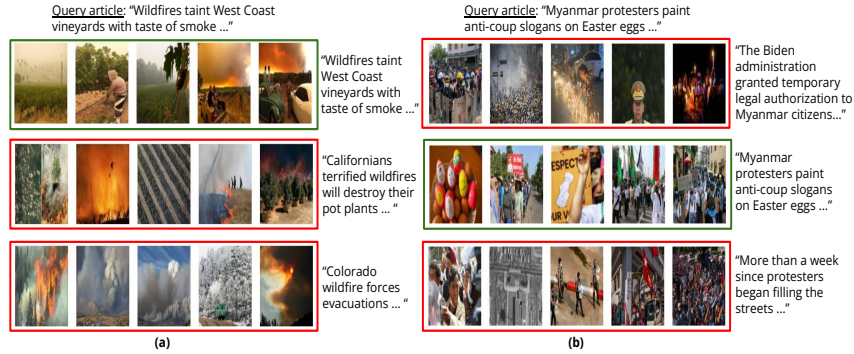 Query article: “Wildfires taint West Coast
vineyards with taste of smoke ...”
“Wildfires taint
West Coast
vineyards with
taste of smoke ...”
“Californians
terrified wildfires
will destroy their
pot plants ... “
“Colorado
wildfire forces
evacuations ... “
(a)
Query article: “Myanmar protesters paint
anti-coup slogans on Easter eggs ...”
“The Biden
administration
granted temporary
legal authorization to
Myanmar citizens...”
“Myanmar
protesters paint
anti-coup slogans
on Easter eggs ...”
“More than a week
since protesters
began filling the
streets ...”
(b)